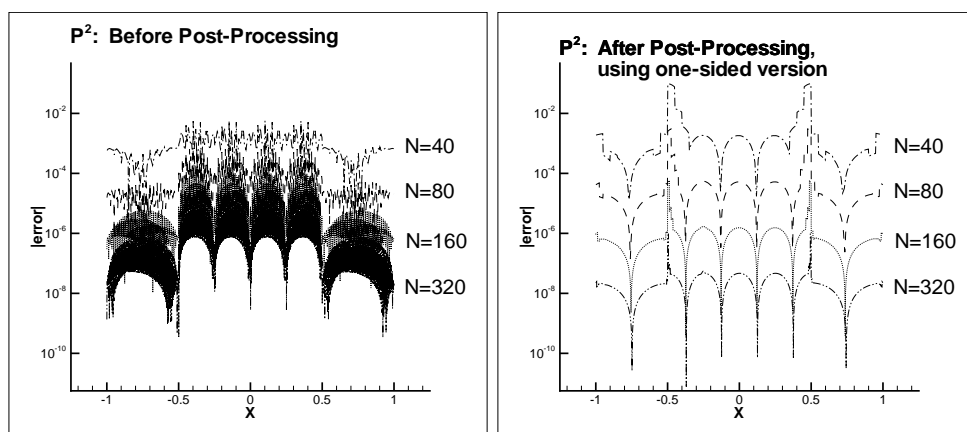 P²: Before Post-Processing
|error|
10⁻²
10⁻⁴
10⁻⁶
10⁻⁸
10⁻¹⁰
N=40
N=80
N=160
N=320
-1
-0.5
0
0.5
1
X
P²: After Post-Processing,
using one-sided version
|error|
10⁻²
10⁻⁴
10⁻⁶
10⁻⁸
10⁻¹⁰
N=40
N=80
N=160
N=320
-1
-0.5
0
0.5
1
X